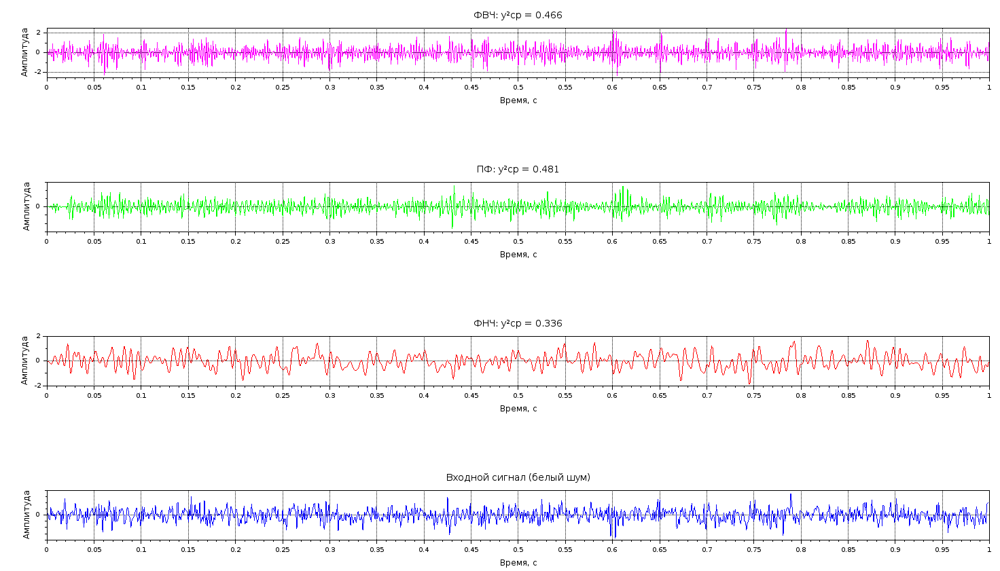 ФВЧ: y²ср = 0.466
Амплитуда
2
0
-2
0 0.05 0.1 0.15 0.2 0.25 0.3 0.35 0.4 0.45 0.5 0.55 0.6 0.65 0.7 0.75 0.8 0.85 0.9 0.95 1
Время, с
ПФ: y²ср = 0.481
Амплитуда
0
0 0.05 0.1 0.15 0.2 0.25 0.3 0.35 0.4 0.45 0.5 0.55 0.6 0.65 0.7 0.75 0.8 0.85 0.9 0.95 1
Время, с
ФНЧ: y²ср = 0.336
Амплитуда
2
0
-2
0 0.05 0.1 0.15 0.2 0.25 0.3 0.35 0.4 0.45 0.5 0.55 0.6 0.65 0.7 0.75 0.8 0.85 0.9 0.95 1
Время, с
Входной сигнал (белый шум)
Амплитуда
0
0 0.05 0.1 0.15 0.2 0.25 0.3 0.35 0.4 0.45 0.5 0.55 0.6 0.65 0.7 0.75 0.8 0.85 0.9 0.95 1
Время, с